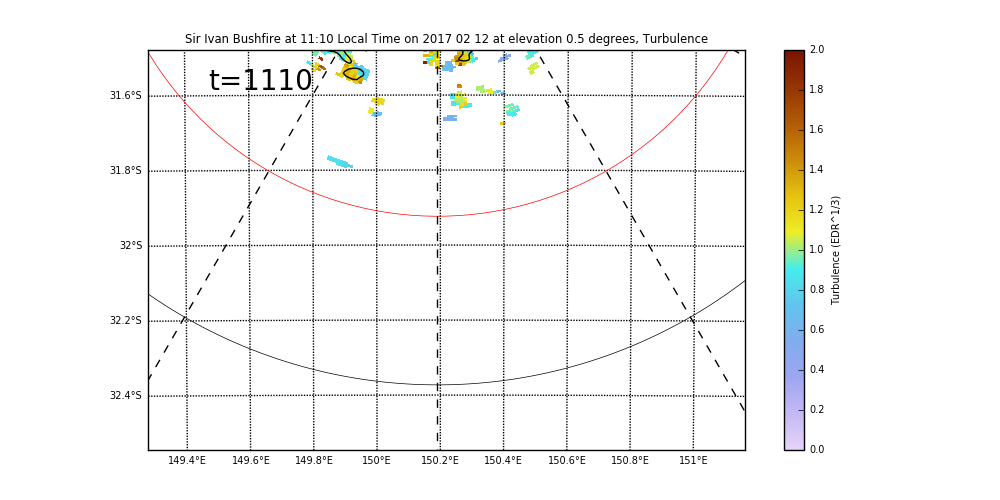 Sir Ivan Bushfire at 11:10 Local Time on 2017 02 12 at elevation 0.5 degrees, Turbulence
t=1110
31.6°S
31.8°S
32°S
32.2°S
32.4°S
149.4°E 149.6°E 149.8°E 150°E 150.2°E 150.4°E 150.6°E 150.8°E 151°E
2.0
1.8
1.6
1.4
1.2
1.0
0.8
0.6
0.4
0.2
0.0
Turbulence (EDR^1/3)